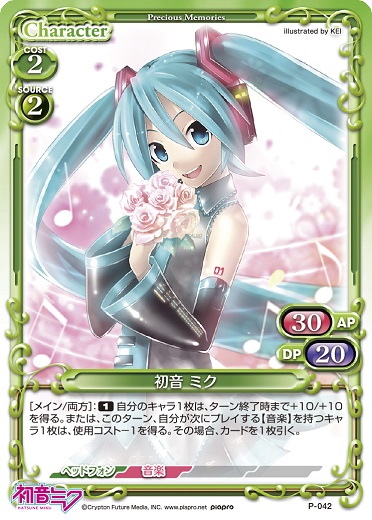 Precious Memories
Character
illustrated by KEI
COST
2
SOURCE
2
01
30 AP
DP 20
初音 ミク
[メイン/両方]:1自分のキャラ1枚は、ターン終了時まで+10/+10
を得る。または、このターン、自分が次にプレイする【音楽】を持つキャ
ラ1枚は、使用コスト-1を得る。その場合、カードを1枚引く。
ヘッドフォン 音楽
初音ミク
HATSUNE MIKU
©Crypton Future Media, INC. www.piapro.net piapro
P-042